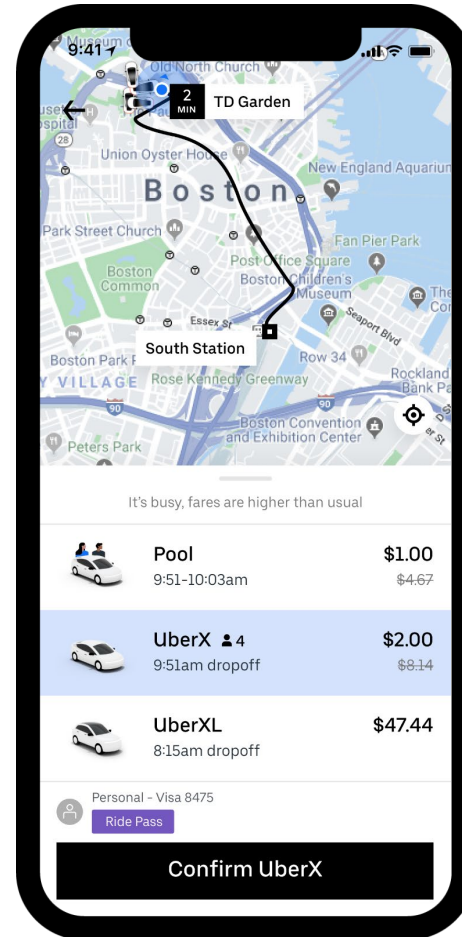 9:41
Museum o
Old North Church
2
MIN
TD Garden
28
Union Oyster House
New England Aquarium
Boston
Park Street Church
Post Office Square
Fan Pier Park
Boston
Common
Boston Children's
Museum
The
Essex St
Seaport Blvd
South Station
Row 34
Boston Park P
Y VILLAGE
Rose Kennedy Greenway
Rockland
Bank Pa
90
90
Boston Convention
and Exhibition Center
Peters Park
It's busy, fares are higher than usual
Pool
$1.00
9:51-10:03am
$4.67
UberX 4
$2.00
9:51am dropoff
$8.14
UberXL
$47.44
8:15am dropoff
Personal - Visa 8475
Ride Pass
Confirm UberX